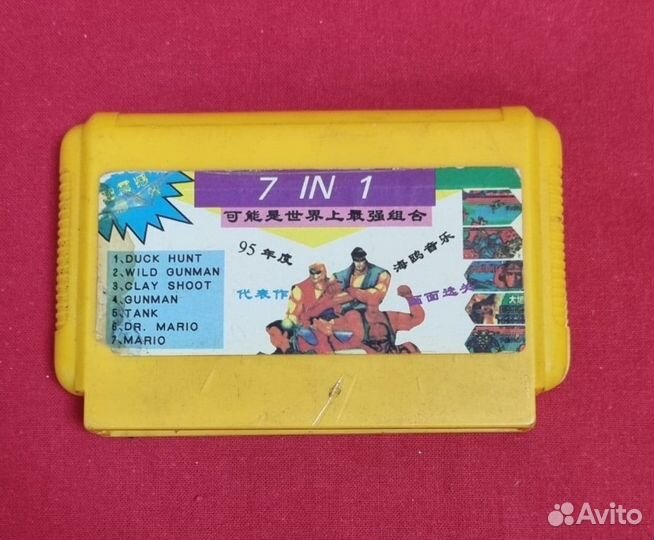 7 IN 1
可能是世界上最强组合
95年度
海鸥音乐
代表作
画面选关
1、DUCK HUNT
2、WILD GUNMAN
3、CLAY SHOOT
4、GUNMAN
5、TANK
6、DR. MARIO
7、MARIO
大地
Avito